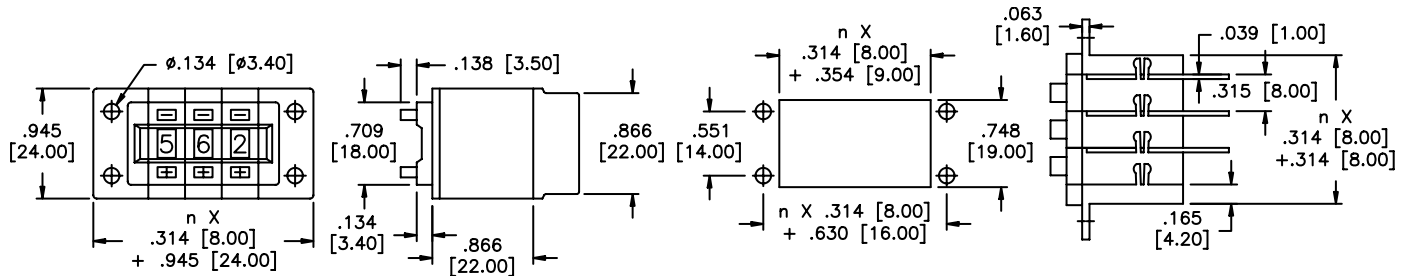 ø.134 [ø3.40]
.945
[24.00]
5 6 2
n X
.314 [8.00]
+ .945 [24.00]
.138 [3.50]
.709
[18.00]
.134
[3.40]
.866
[22.00]
.866
[22.00]
n X
.314 [8.00]
+ .354 [9.00]
.551
[14.00]
.748
[19.00]
n X .314 [8.00]
+ .630 [16.00]
.063
[1.60]
.039 [1.00]
.315 [8.00]
n X
.314 [8.00]
+.314 [8.00]
.165
[4.20]